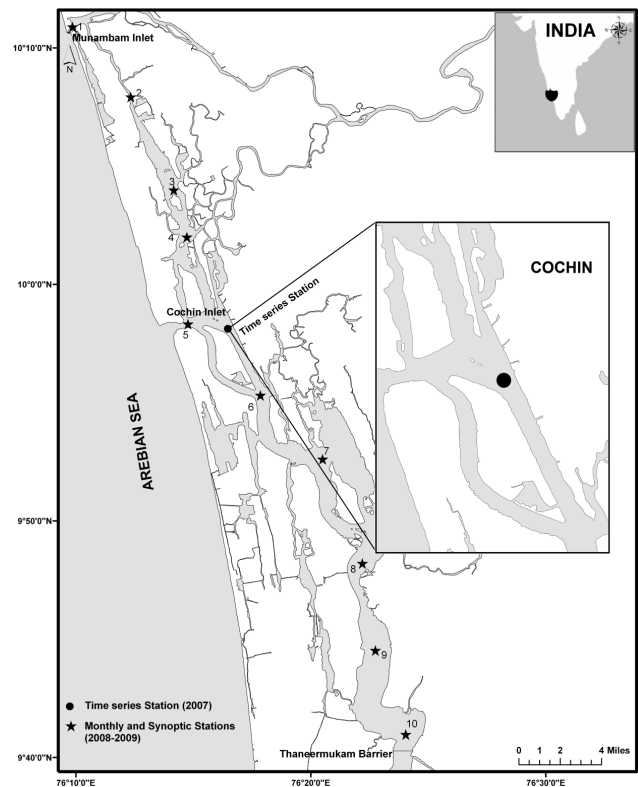 INDIA
10°10'0"N
1
Munambam Inlet
N
2
3
4
10°0'0"N
COCHIN
Cochin Inlet
Time series Station
5
6
AREBIAN SEA
7
9°50'0"N
8
9
● Time series Station (2007)
★ Monthly and Synoptic Stations
(2008-2009)
10
Thaneermukam Barrier
0 1 2 4 Miles
9°40'0"N
76°10'0"E 76°20'0"E 76°30'0"E